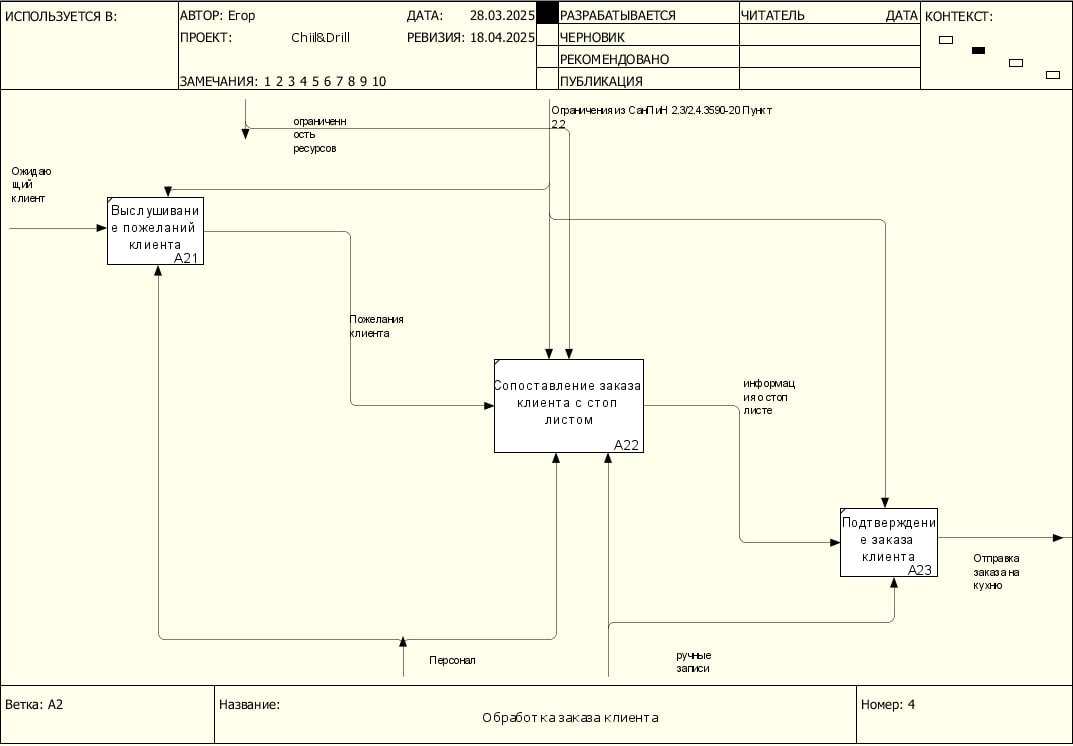 ИСПОЛЬЗУЕТСЯ В:
АВТОР: Егор
ДАТА: 28.03.2025
РАЗРАБАТЫВАЕТСЯ
ЧИТАТЕЛЬ
ДАТА
КОНТЕКСТ:
ПРОЕКТ: Chiil&Drill
РЕВИЗИЯ: 18.04.2025
ЧЕРНОВИК
РЕКОМЕНДОВАНО
ЗАМЕЧАНИЯ: 1 2 3 4 5 6 7 8 9 10
ПУБЛИКАЦИЯ
ограниченн
ость
ресурсов
Ограничения из СанПиН 2.3/2.4.3590-20 Пункт
2.2
Ожидаю
щий
клиент
Выслушивани
е пожеланий
клиента
A21
Пожелания
клиента
Сопоставление заказа
клиента с стоп
листом
A22
информац
ия о стоп
листе
Подтверждени
е заказа
клиента
A23
Отправка
заказа на
кухню
Персонал
ручные
записи
Ветка: A2
Название:
Обработка заказа клиента
Номер: 4